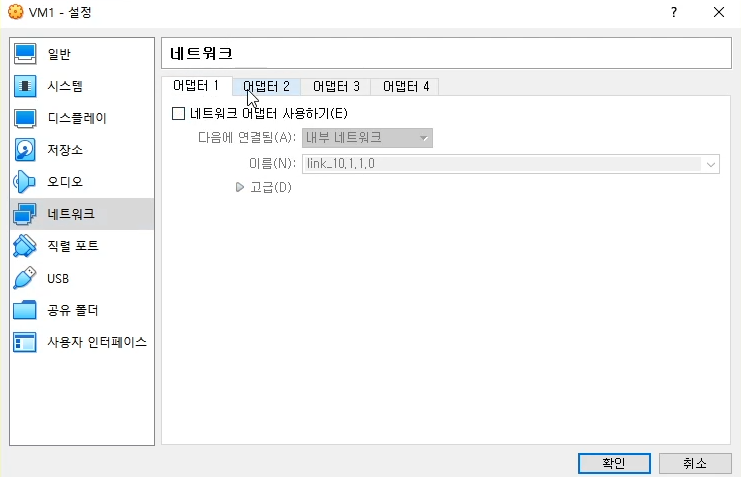 VM1 - 설정
?
일반
시스템
디스플레이
저장소
오디오
네트워크
직렬 포트
USB
공유 폴더
사용자 인터페이스
네트워크
어댑터 1 어댑터 2 어댑터 3 어댑터 4
네트워크 어댑터 사용하기(E)
다음에 연결됨(A): 내부 네트워크
이름(N): link_10,1,1,0
고급(D)
확인 취소